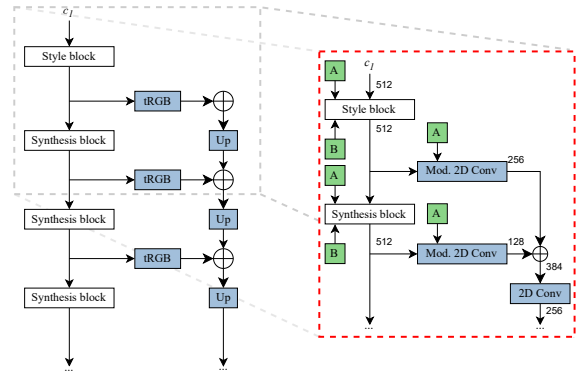 c₁
Style block
tRGB
Up
Synthesis block
tRGB
Up
Synthesis block
tRGB
Up
Synthesis block
...
...
c₁
A
512
Style block
512
B
A
A
Mod. 2D Conv
256
Synthesis block
512
B
A
Mod. 2D Conv
128
384
2D Conv
256
...
...